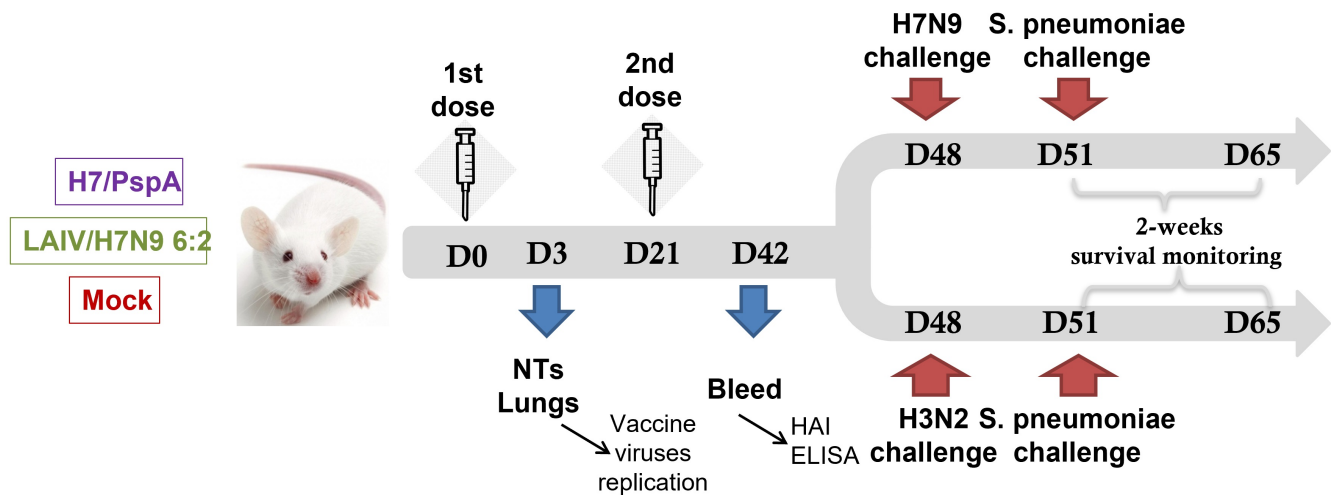 H7/PspA
LAIV/H7N9 6:2
Mock
1st
dose
2nd
dose
D0
D3
D21
D42
NTs
Lungs
Vaccine
viruses
replication
Bleed
HAI
ELISA
H7N9
challenge
S. pneumoniae
challenge
D48
D51
D65
2-weeks
survival monitoring
D48
D51
D65
H3N2
challenge
S. pneumoniae
challenge